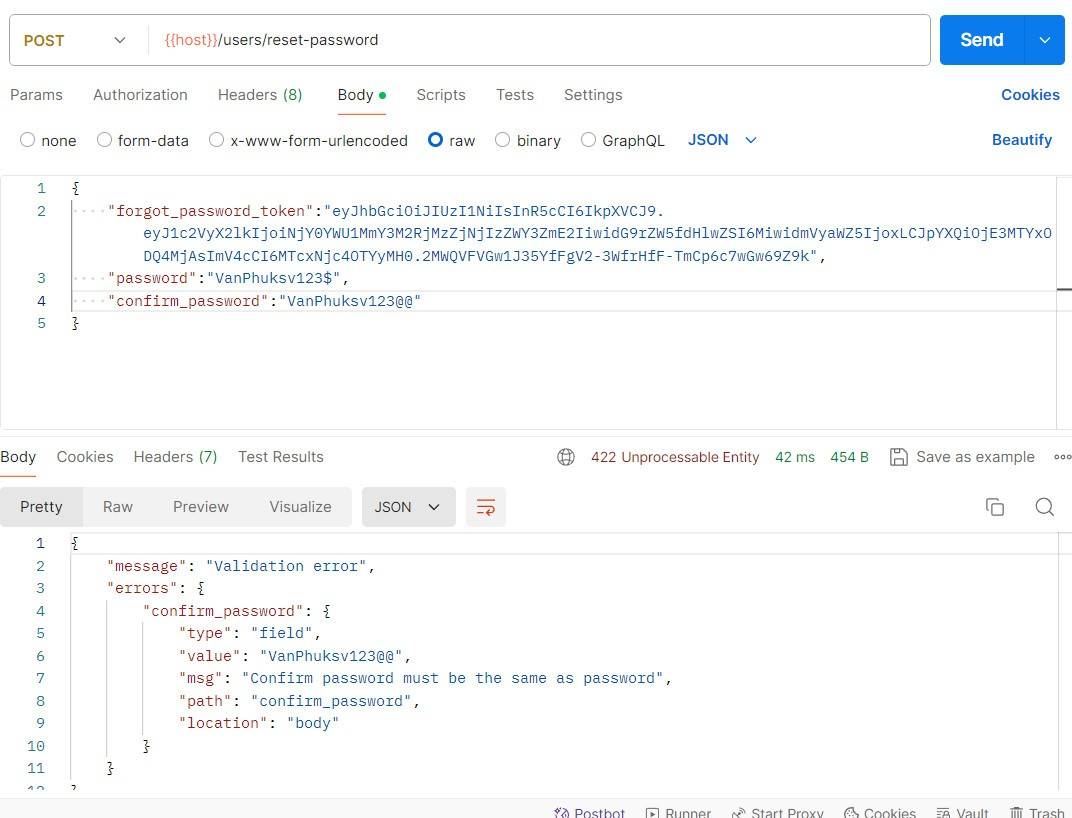 POST {{host}}/users/reset-password Send
Params Authorization Headers (8) Body Scripts Tests Settings Cookies
none form-data x-www-form-urlencoded raw binary GraphQL JSON Beautify
1 {
2 "forgot_password_token":"eyJhbGciOiJIUzI1NiIsInR5cCI6IkpXVCJ9.
eyJ1c2VyX2lkIjoiNjY0YWU1MmY3M2RjMzZjNjIzZWY3ZmE2IiwidG9rZW5fdHlwZSI6MiwidmVyaWZ5IjoxLCJpYXQiOjE3MTYxO
DQ4MjAsImV4cCI6MTcxNjc4OTYyMH0.2MWQVFVGw1J35YfFgV2-3WfrHfF-TmCp6c7wGw69Z9k",
3 "password":"VanPhuksv123$",
4 "confirm_password":"VanPhuksv123@@"
5 }
Body Cookies Headers (7) Test Results 422 Unprocessable Entity 42 ms 454 B Save as example
Pretty Raw Preview Visualize JSON
1 {
2 "message": "Validation error",
3 "errors": {
4 "confirm_password": {
5 "type": "field",
6 "value": "VanPhuksv123@@",
7 "msg": "Confirm password must be the same as password",
8 "path": "confirm_password",
9 "location": "body"
10 }
11 }
12 }
Postbot Runner Start Proxy Cookies Vault Trash